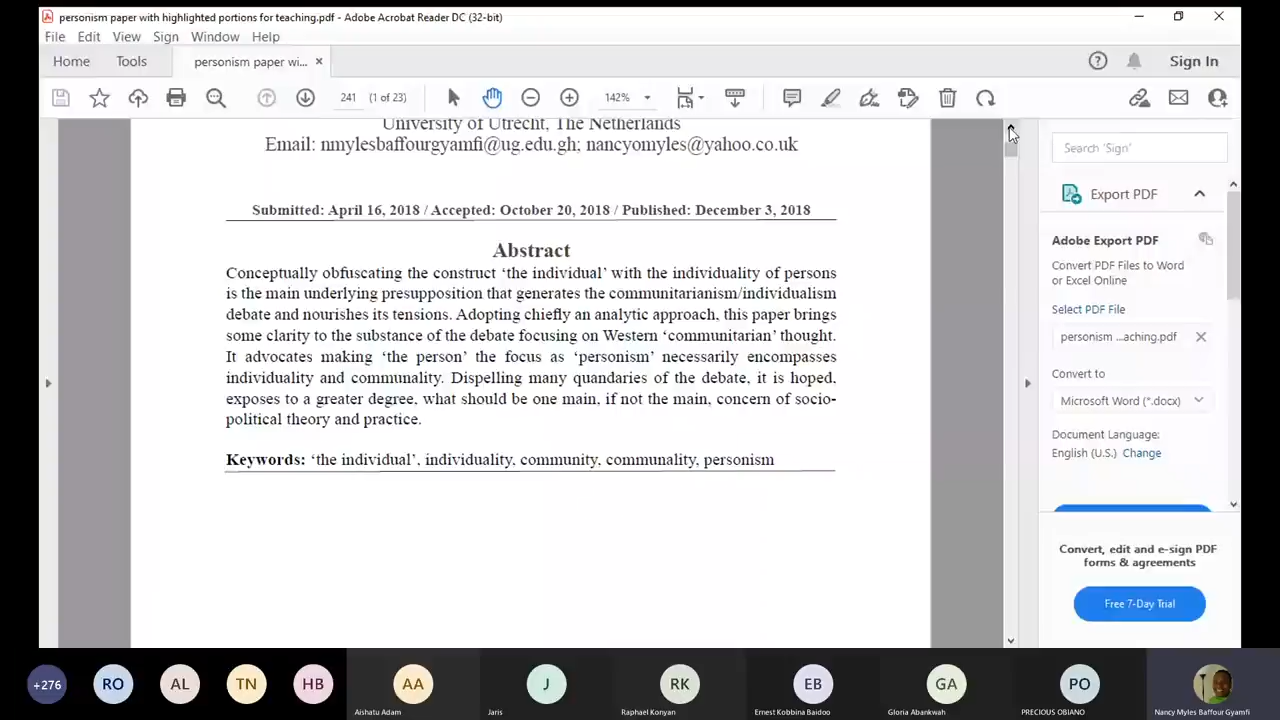 personism paper with highlighted portions for teaching.pdf - Adobe Acrobat Reader DC (32-bit)
File Edit View Sign Window Help
Home Tools personism paper wi... × Sign In
241 (1 of 23) 142%
University of Utrecht, The Netherlands
Email: nmylesbaffourgyamfi@ug.edu.gh; nancyomyles@yahoo.co.uk
Submitted: April 16, 2018 / Accepted: October 20, 2018 / Published: December 3, 2018
Abstract
Conceptually obfuscating the construct ‘the individual’ with the individuality of persons
is the main underlying presupposition that generates the communitarianism/individualism
debate and nourishes its tensions. Adopting chiefly an analytic approach, this paper brings
some clarity to the substance of the debate focusing on Western ‘communitarian’ thought.
It advocates making ‘the person’ the focus as ‘personism’ necessarily encompasses
individuality and communality. Dispelling many quandaries of the debate, it is hoped,
exposes to a greater degree, what should be one main, if not the main, concern of socio-
political theory and practice.
Keywords: ‘the individual’, individuality, community, communality, personism
Search 'Sign'
Export PDF
Adobe Export PDF
Convert PDF Files to Word
or Excel Online
Select PDF File
personism ...aching.pdf
Convert to
Microsoft Word (*.docx)
Document Language:
English (U.S.) Change
Convert, edit and e-sign PDF
forms & agreements
Free 7-Day Trial
+276 RO AL TN HB AA J RK EB GA PO
Aishatu Adam Jaris Raphael Konyan Ernest Kobbina Baidoo Gloria Abankwah PRECIOUS OBIANO Nancy Myles Baffour Gyamfi